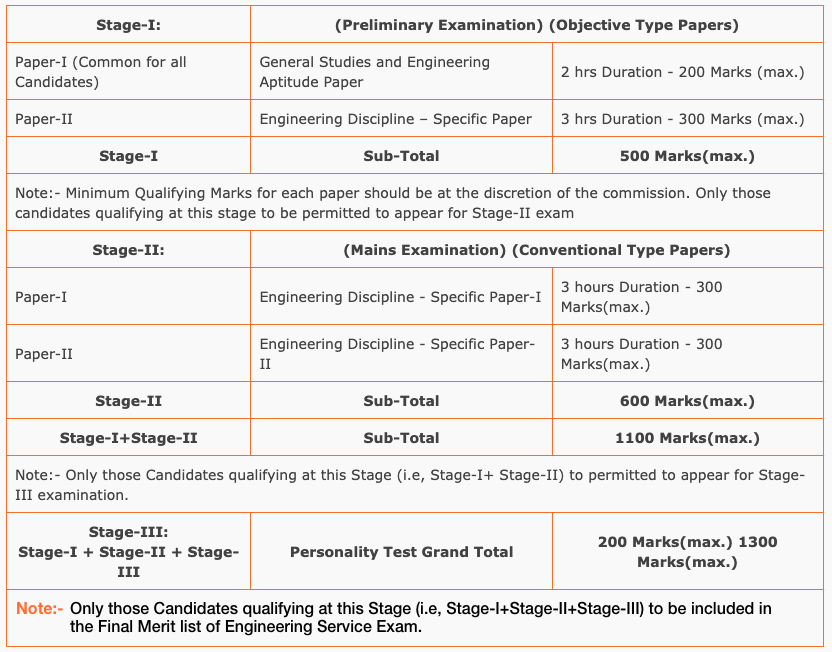 Stage-I:
(Preliminary Examination) (Objective Type Papers)
Paper-I (Common for all
Candidates)
General Studies and Engineering
Aptitude Paper
2 hrs Duration - 200 Marks (max.)
Paper-II
Engineering Discipline – Specific Paper
3 hrs Duration - 300 Marks (max.)
Stage-I
Sub-Total
500 Marks(max.)
Note:- Minimum Qualifying Marks for each paper should be at the discretion of the commission. Only those
candidates qualifying at this stage to be permitted to appear for Stage-II exam
Stage-II:
(Mains Examination) (Conventional Type Papers)
Paper-I
Engineering Discipline - Specific Paper-I
3 hours Duration - 300
Marks(max.)
Paper-II
Engineering Discipline - Specific Paper-
II
3 hours Duration - 300
Marks(max.)
Stage-II
Sub-Total
600 Marks(max.)
Stage-I+Stage-II
Sub-Total
1100 Marks(max.)
Note:- Only those Candidates qualifying at this Stage (i.e, Stage-I+ Stage-II) to permitted to appear for Stage-
III examination.
Stage-III:
Stage-I + Stage-II + Stage-
III
Personality Test Grand Total
200 Marks(max.) 1300
Marks(max.)
Note:- Only those Candidates qualifying at this Stage (i.e, Stage-I+Stage-II+Stage-III) to be included in
the Final Merit list of Engineering Service Exam.